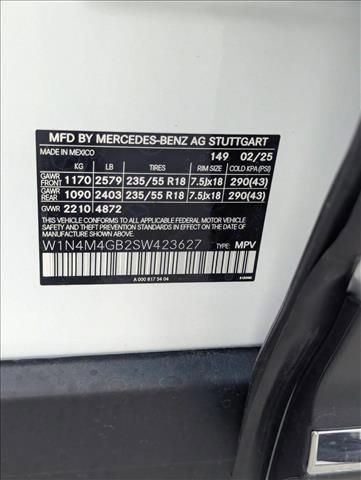 MFD BY MERCEDES-BENZ AG STUTTGART
MADE IN MEXICO 149 02/25
KG LB TIRES RIM SIZE COLD KPA (PSI)
GAWR FRONT 1170 2579 235/55 R18 7.5Jx18 290(43)
GAWR REAR 1090 2403 235/55 R18 7.5Jx18 290(43)
GVWR 2210 4872
THIS VEHICLE CONFORMS TO ALL APPLICABLE U.S. FEDERAL MOTOR
VEHICLE SAFETY AND THEFT PREVENTION STANDARDS IN EFFECT
ON THE DATE OF MANUFACTURE SHOWN ABOVE.
W1N4M4GB2SW423627 TYPE: MPV
A 000 817 54 04